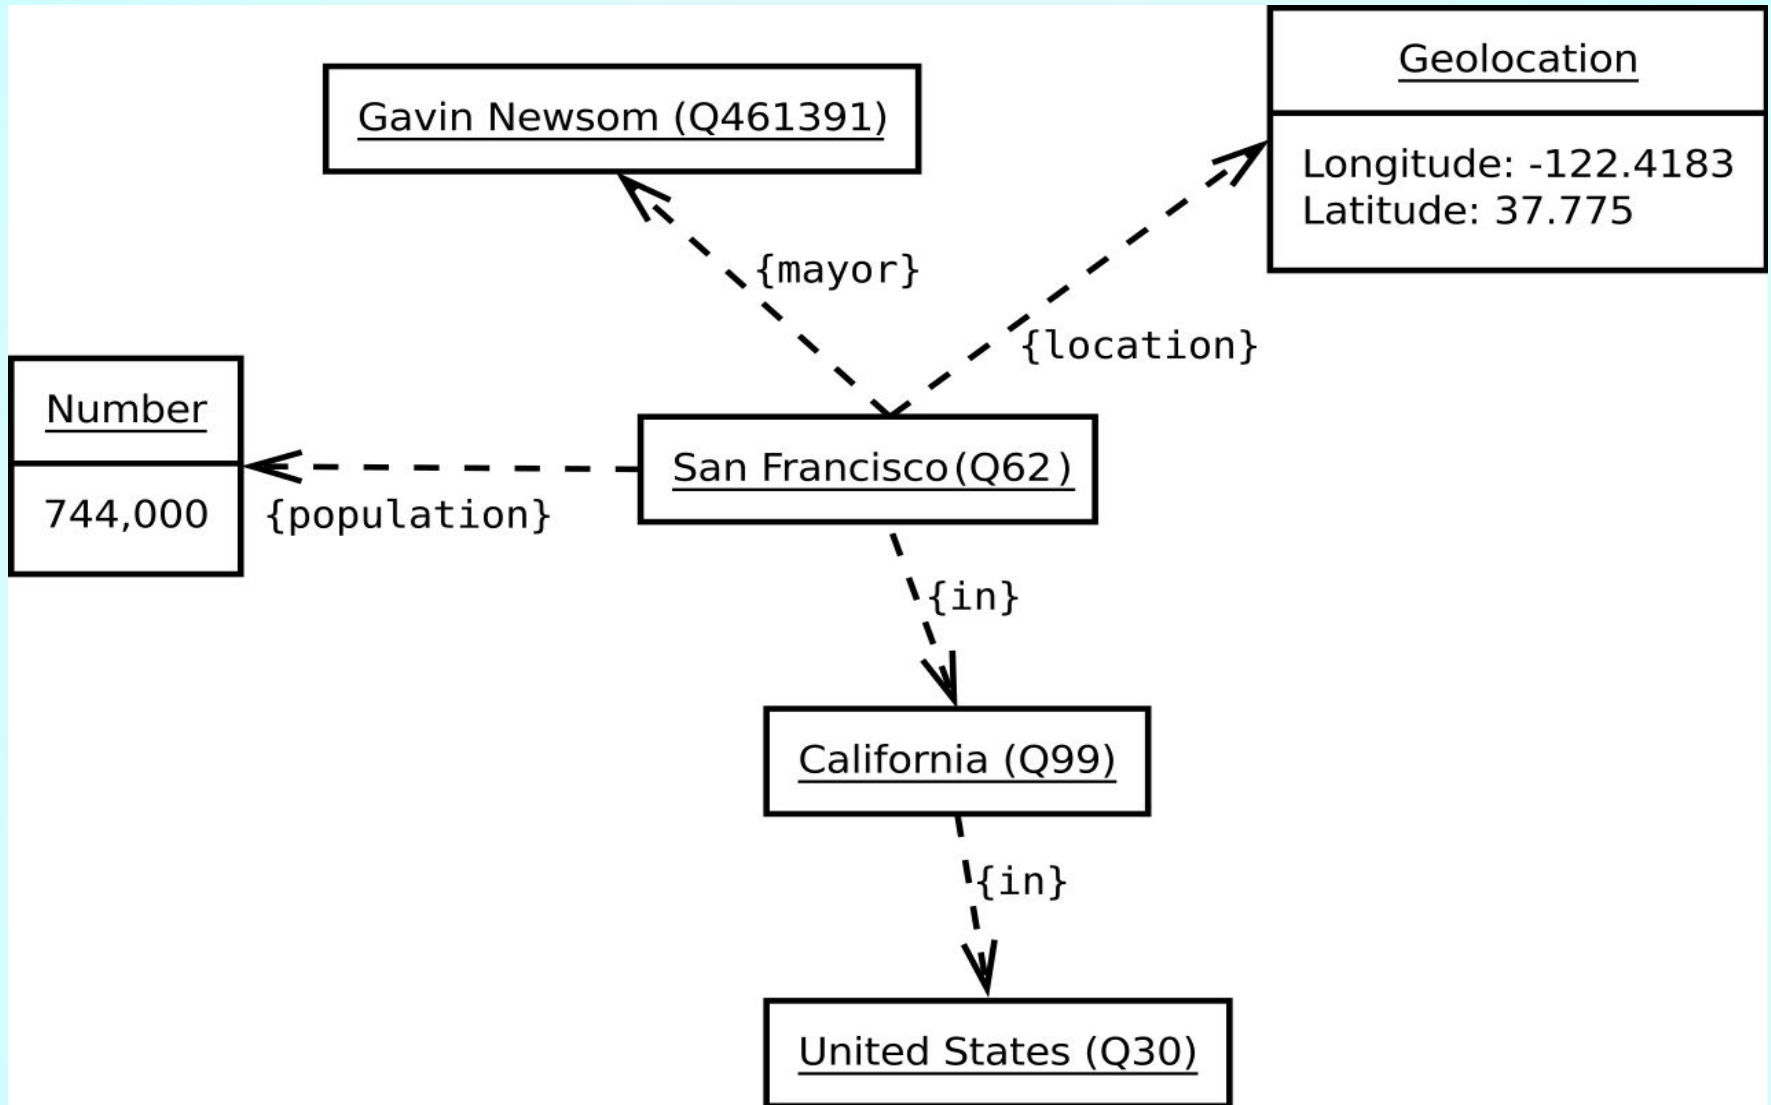 Geolocation
Gavin Newsom (Q461391)
Longitude: -122.4183
Latitude: 37.775
{mayor}
{location}
Number
San Francisco (Q62)
744,000
{population}
{in}
California (Q99)
{in}
United States (Q30)